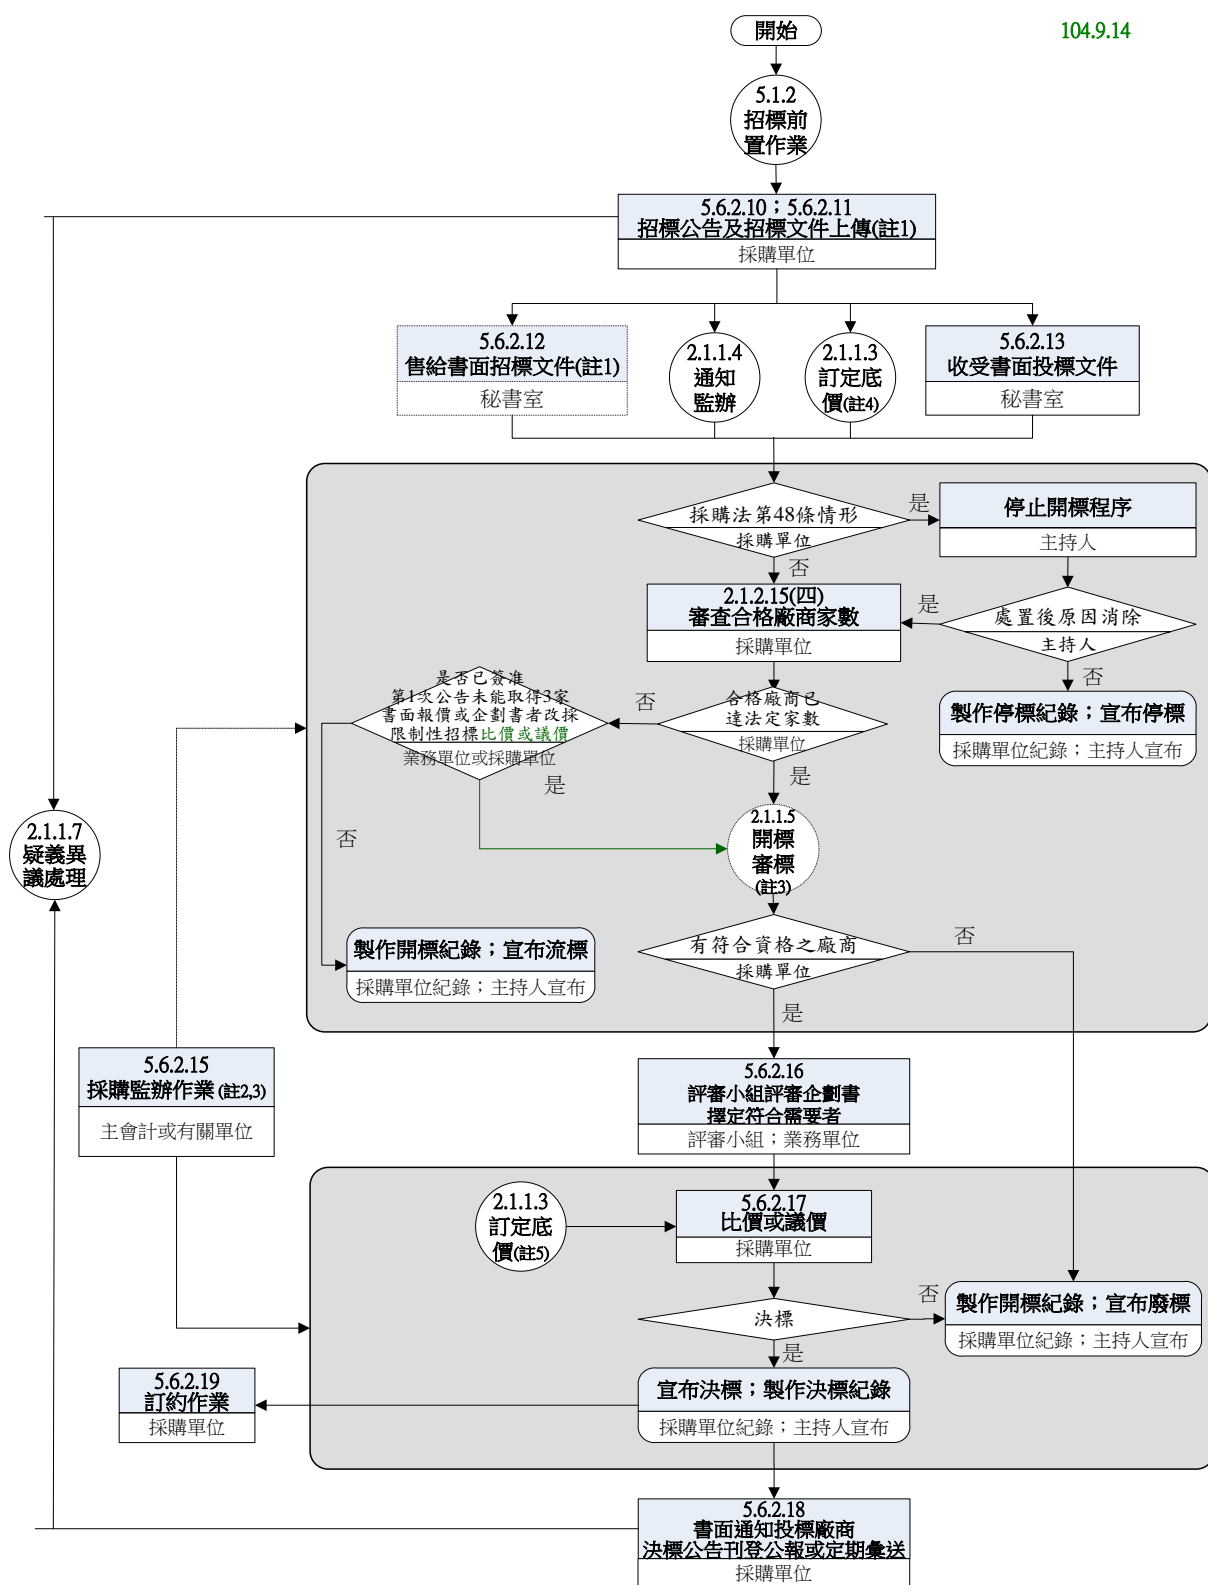 開始
104.9.14
5.1.2
招標前
置作業
5.6.2.10；5.6.2.11
招標公告及招標文件上傳(註1)
採購單位
5.6.2.12
售給書面招標文件(註1)
秘書室
2.1.1.4
通知
監辦
2.1.1.3
訂定底
價(註4)
5.6.2.13
收受書面投標文件
秘書室
採購法第48條情形
採購單位
是
停止開標程序
主持人
否
2.1.2.15(四)
審查合格廠商家數
採購單位
是
處置後原因消除
主持人
否
製作停標紀錄；宣布停標
採購單位紀錄；主持人宣布
是否已簽准
第1次公告未能取得3家
書面報價或企劃書者改採
限制性招標比價或議價
業務單位或採購單位
否
合格廠商已
達法定家數
採購單位
是
是
否
2.1.1.5
開標
審標
(註3)
2.1.1.7
疑義異
議處理
製作開標紀錄；宣布流標
採購單位紀錄；主持人宣布
有符合資格之廠商
採購單位
否
是
5.6.2.15
採購監辦作業(註2,3)
主會計或有關單位
5.6.2.16
評審小組評審企劃書
擇定符合需要者
評審小組；業務單位
2.1.1.3
訂定底
價(註5)
5.6.2.17
比價或議價
採購單位
決標
否
製作開標紀錄；宣布廢標
採購單位紀錄；主持人宣布
是
5.6.2.19
訂約作業
採購單位
宣布決標；製作決標紀錄
採購單位紀錄；主持人宣布
5.6.2.18
書面通知投標廠商
決標公告刊登公報或定期彙送
採購單位